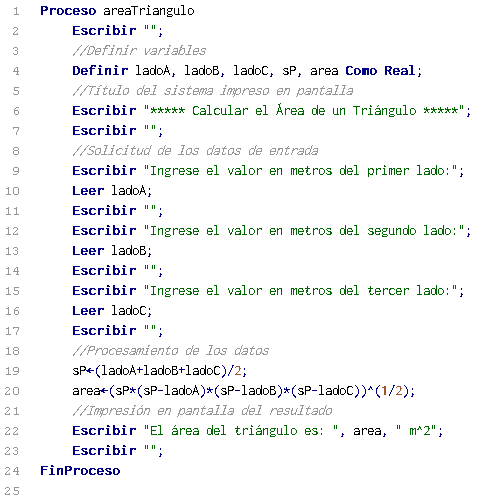 1 Proceso areaTriangulo
2 Escribir "";
3 //Definir variables
4 Definir ladoA, ladoB, ladoC, sP, area Como Real;
5 //Título del sistema impreso en pantalla
6 Escribir "***** Calcular el Área de un Triángulo *****";
7 Escribir "";
8 //Solicitud de los datos de entrada
9 Escribir "Ingrese el valor en metros del primer lado:";
10 Leer ladoA;
11 Escribir "";
12 Escribir "Ingrese el valor en metros del segundo lado:";
13 Leer ladoB;
14 Escribir "";
15 Escribir "Ingrese el valor en metros del tercer lado:";
16 Leer ladoC;
17 Escribir "";
18 //Procesamiento de los datos
19 sP←(ladoA+ladoB+ladoC)/2;
20 area←(sP*(sP-ladoA)*(sP-ladoB)*(sP-ladoC))^(1/2);
21 //Impresión en pantalla del resultado
22 Escribir "El área del triángulo es: ", area, " m^2";
23 Escribir "";
24 FinProceso
25